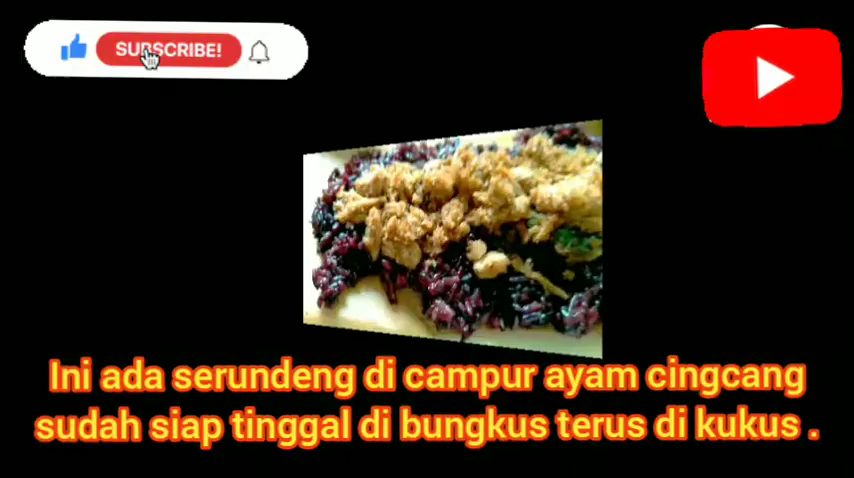 SUBSCRIBE!
Ini ada serundeng di campur ayam cingcang
sudah siap tinggal di bungkus terus di kukus .